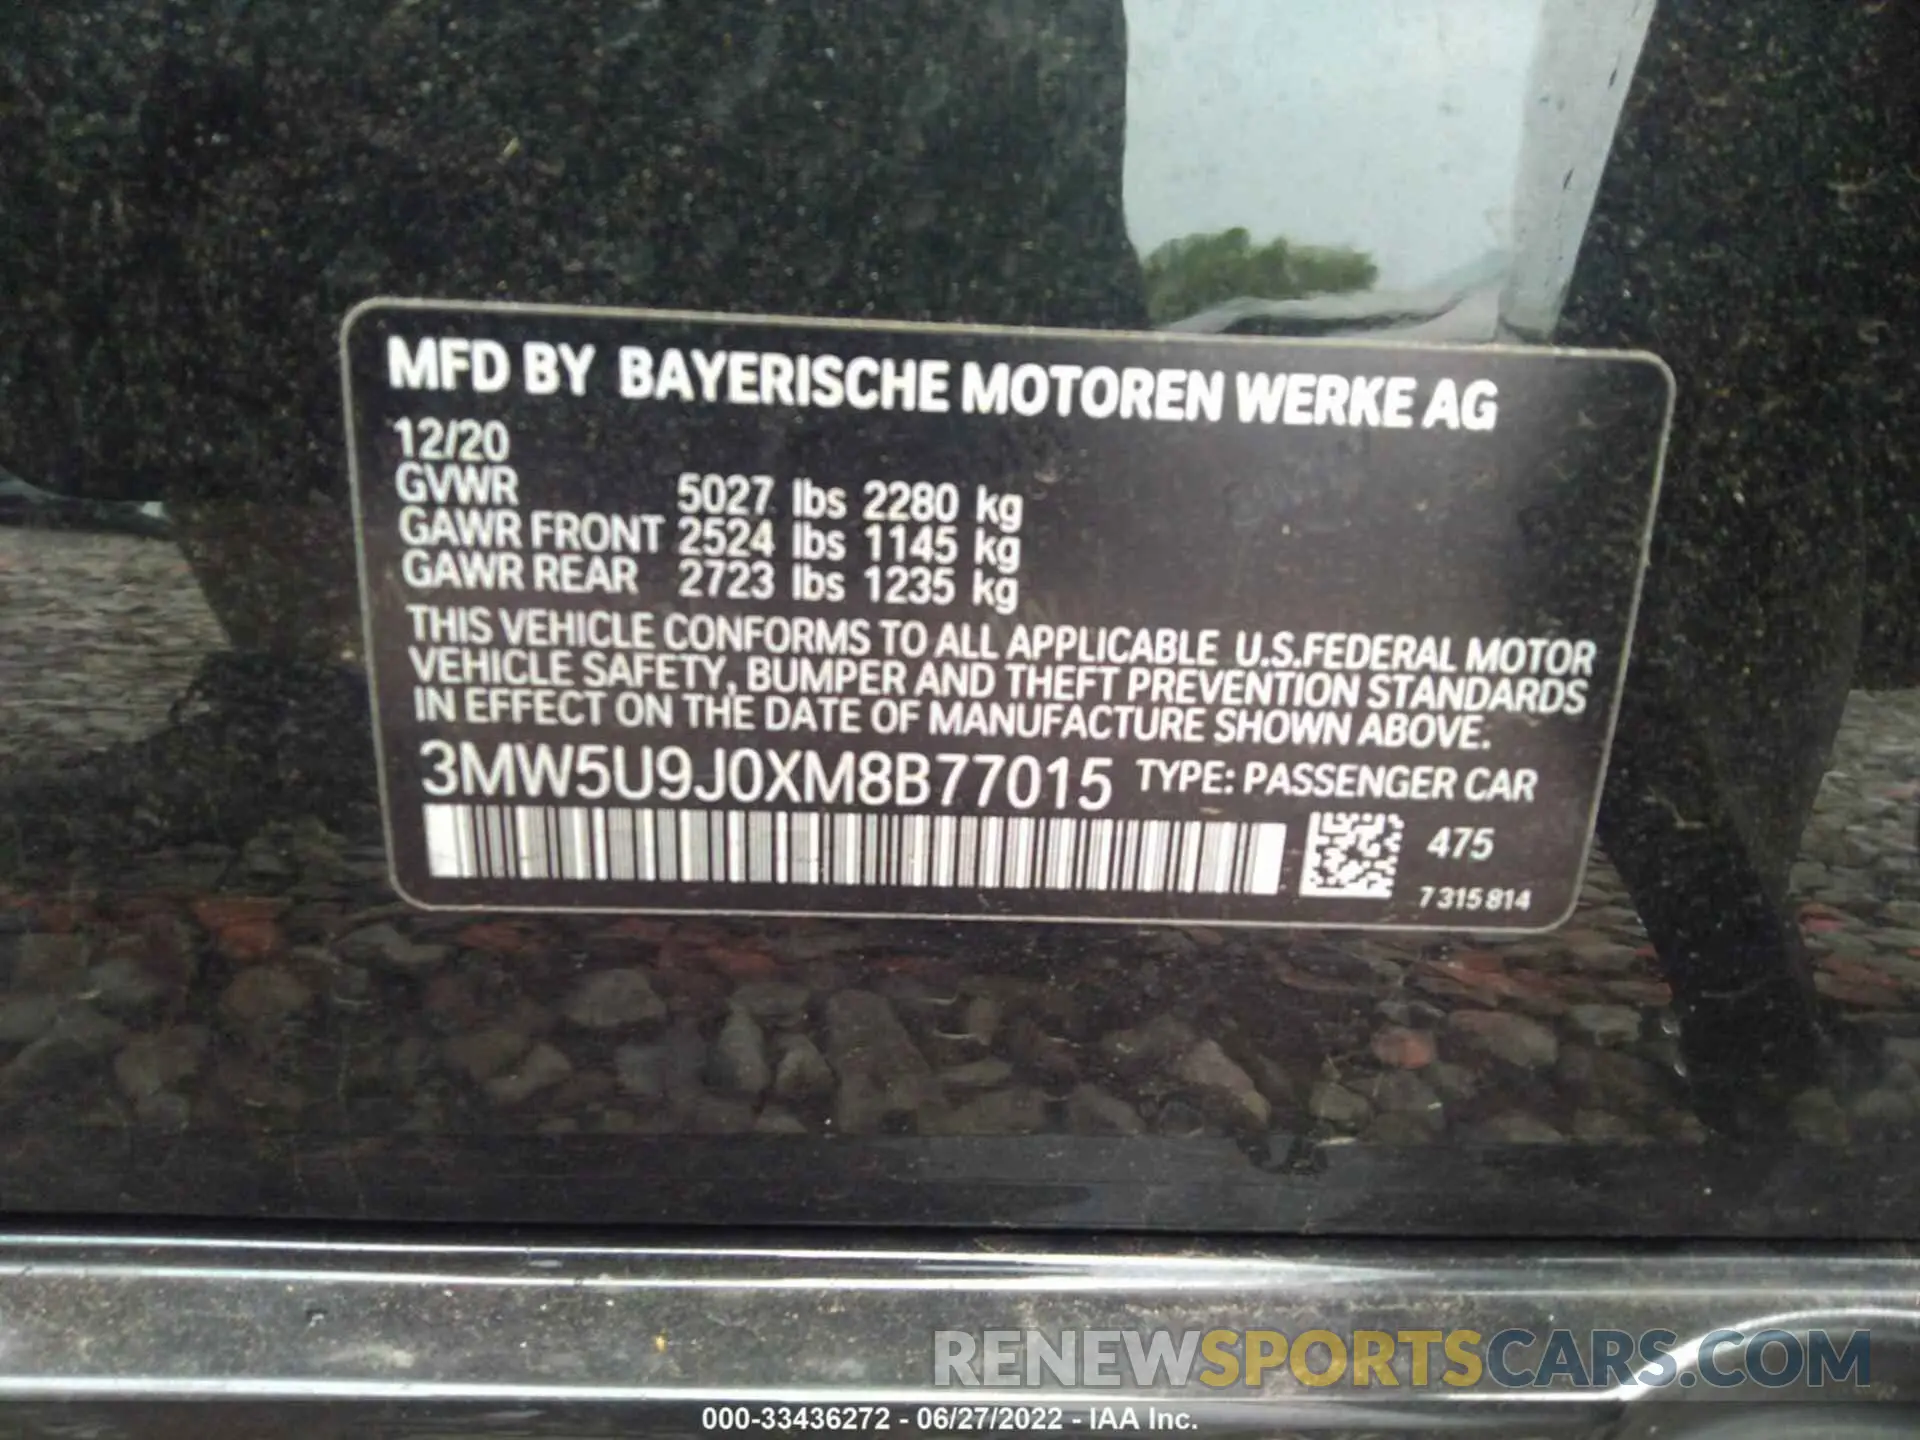 MFD BY BAYERISCHE MOTOREN WERKE AG
12/20
GVWR 5027 lbs 2280 kg
GAWR FRONT 2524 lbs 1145 kg
GAWR REAR 2723 lbs 1235 kg
THIS VEHICLE CONFORMS TO ALL APPLICABLE U.S.FEDERAL MOTOR
VEHICLE SAFETY, BUMPER AND THEFT PREVENTION STANDARDS
IN EFFECT ON THE DATE OF MANUFACTURE SHOWN ABOVE.
3MW5U9J0XM8B77015 TYPE: PASSENGER CAR
475
7315814
RENEWSPORTSCARS.COM
000-33436272 - 06/27/2022 - IAA Inc.